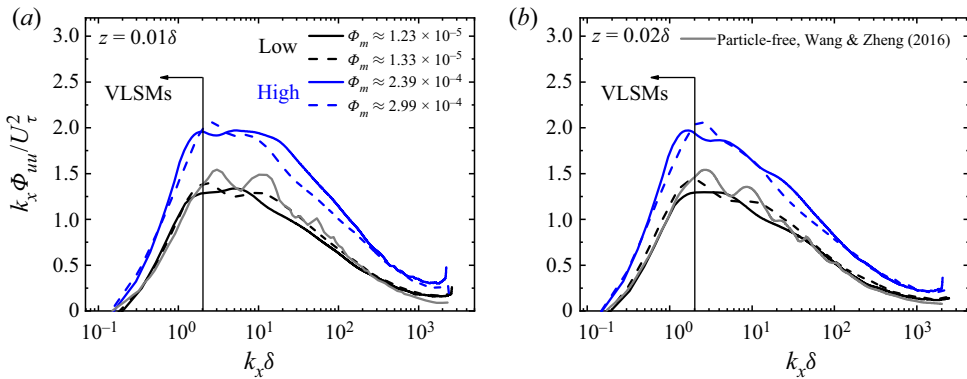 (a)
z = 0.01δ
Low
Φm ≈ 1.23 × 10⁻⁵
Φm ≈ 1.33 × 10⁻⁵
High
Φm ≈ 2.39 × 10⁻⁴
Φm ≈ 2.99 × 10⁻⁴
VLSMs
kₓΦᵤᵤ/U²τ
3.0
2.5
2.0
1.5
1.0
0.5
0
10⁻¹ 10⁰ 10¹ 10² 10³
kₓδ
(b)
z = 0.02δ
Particle-free, Wang & Zheng (2016)
VLSMs
3.0
2.5
2.0
1.5
1.0
0.5
0
10⁻¹ 10⁰ 10¹ 10² 10³
kₓδ